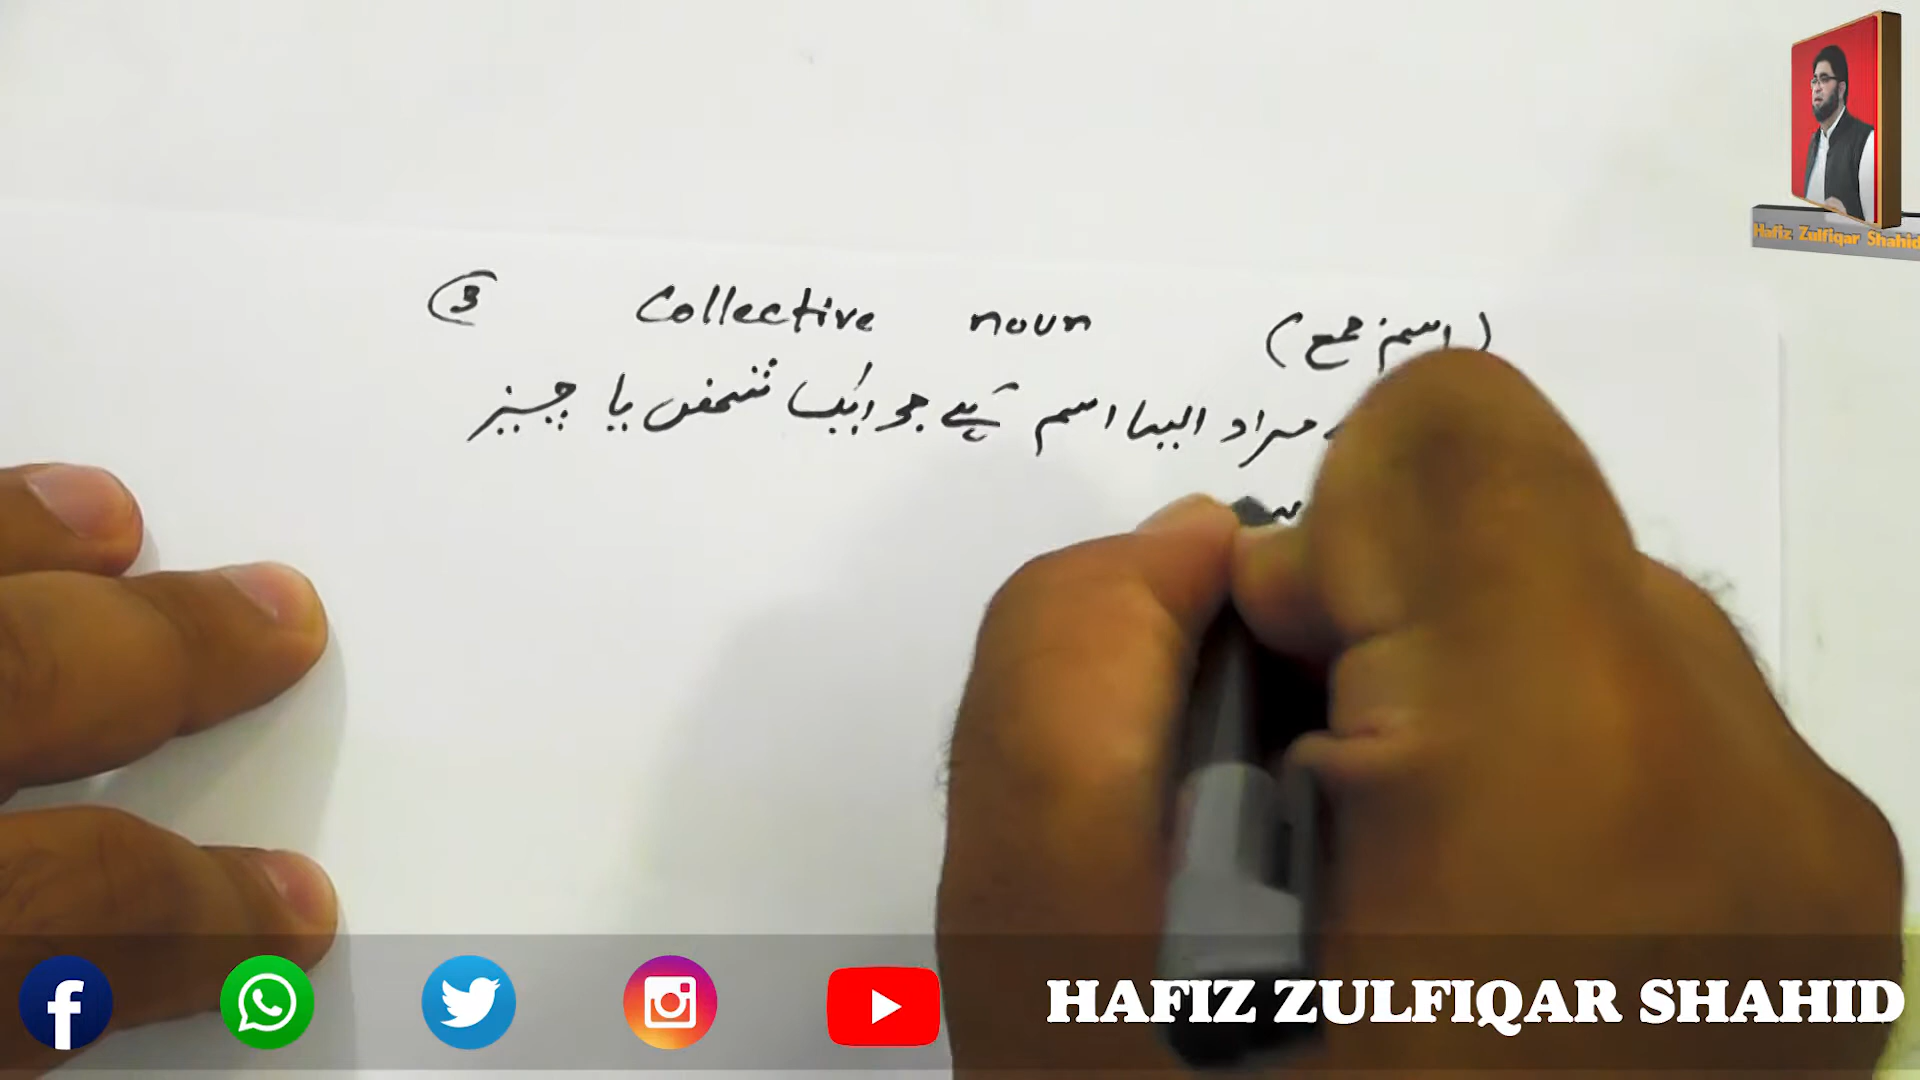 Hafiz Zulfiqar Shahid
③ Collective noun (اسم جمع)
مراد ایسا اسم ہے جو ایک شخص یا چیز
HAFIZ ZULFIQAR SHAHID